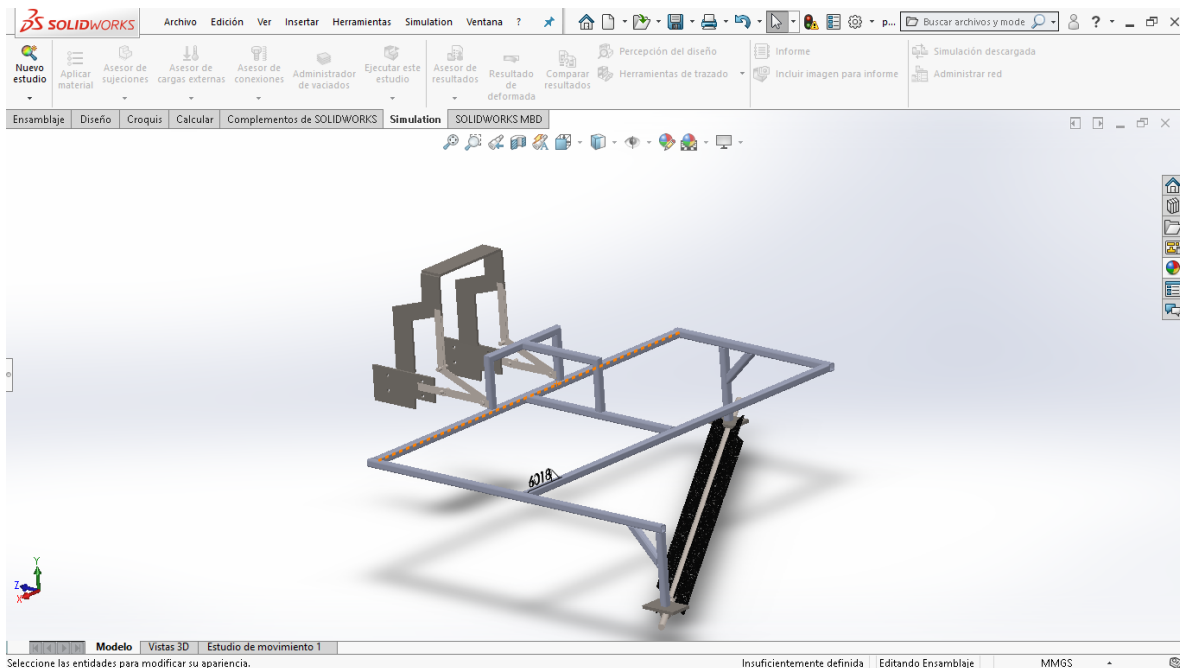 SOLIDWORKS
Archivo Edición Ver Insertar Herramientas Simulation Ventana ?
p...
Buscar archivos y mode
?
Nuevo estudio
Aplicar material
Asesor de sujeciones
Asesor de cargas externas
Asesor de conexiones
Administrador de vaciados
Ejecutar este estudio
Asesor de resultados
Resultado de deformada
Comparar resultados
Percepción del diseño
Herramientas de trazado
Informe
Incluir imagen para informe
Simulación descargada
Administrar red
Ensamblaje Diseño Croquis Calcular Complementos de SOLIDWORKS Simulation SOLIDWORKS MBD
6018
Y
Z
X
Modelo Vistas 3D Estudio de movimiento 1
Seleccione las entidades para modificar su apariencia. Insuficientemente definida Editando Ensamblaje MMGS